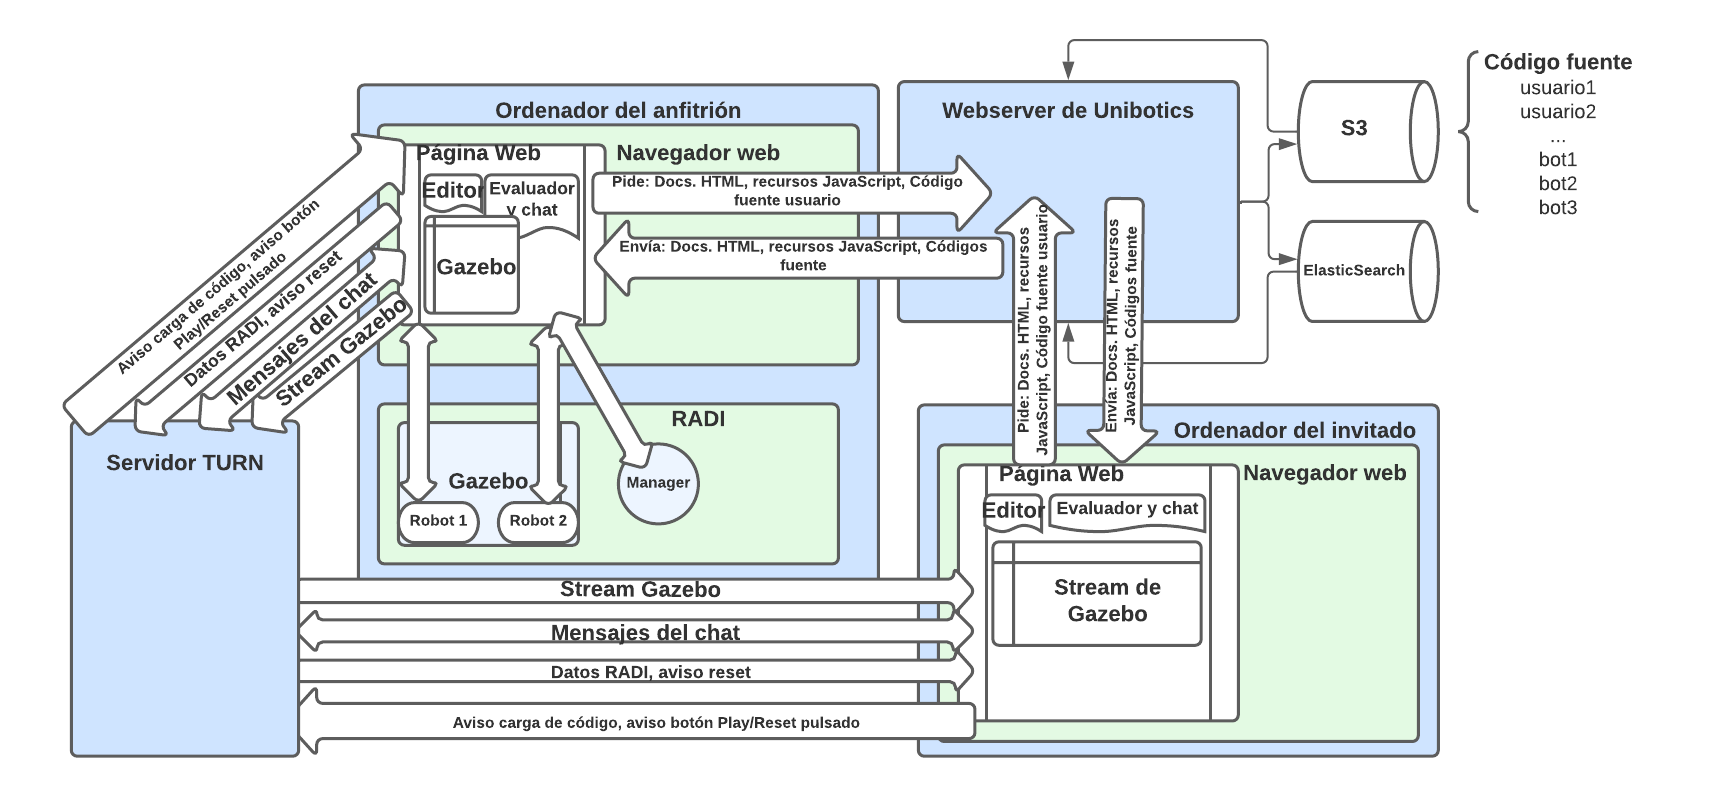 Código fuente
usuario1
usuario2
...
bot1
bot2
bot3
S3
ElasticSearch
Ordenador del anfitrión
Webserver de Unibotics
Página Web
Navegador web
Editor
Evaluador
y chat
Gazebo
Pide: Docs. HTML, recursos JavaScript, Código
fuente usuario
Envía: Docs. HTML, recursos JavaScript, Códigos
fuente
Aviso carga de código, aviso botón
Play/Reset pulsado
Datos RADI, aviso reset
Mensajes del chat
Stream Gazebo
Pide: Docs. HTML, recursos
JavaScript, Código fuente usuario
Envía: Docs. HTML, recursos
JavaScript, Códigos fuente
RADI
Gazebo
Robot 1
Robot 2
Manager
Servidor TURN
Ordenador del invitado
Página Web
Navegador web
Editor
Evaluador y chat
Stream de
Gazebo
Stream Gazebo
Mensajes del chat
Datos RADI, aviso reset
Aviso carga de código, aviso botón Play/Reset pulsado